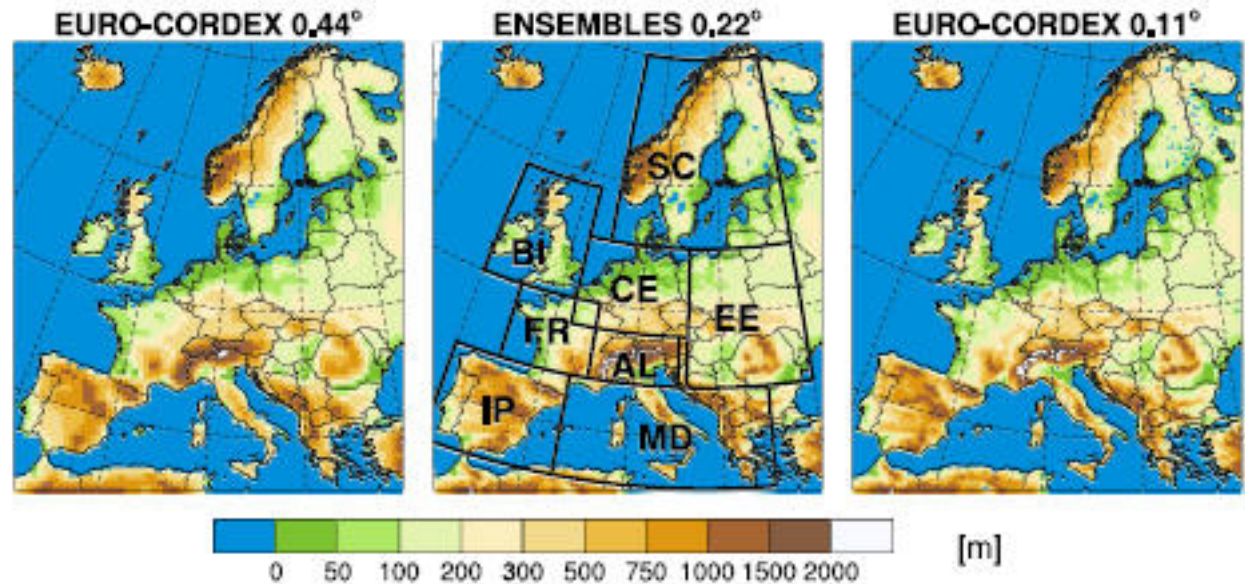 EURO-CORDEX 0.44°
ENSEMBLES 0.22°
EURO-CORDEX 0.11°
SC
BI
CE
FR
EE
AL
IP
MD
0 50 100 200 300 500 750 1000 1500 2000
[m]